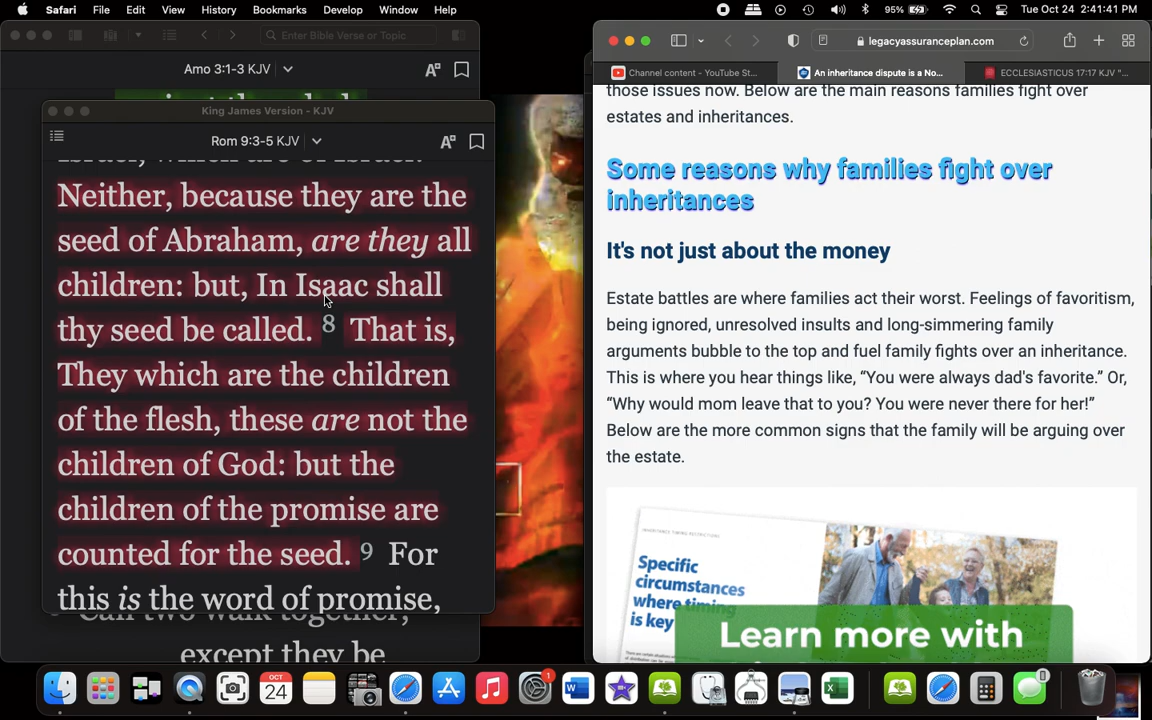 Safari File Edit View History Bookmarks Develop Window Help
95% Tue Oct 24 2:41:41 PM
Enter Bible Verse or Topic
Amo 3:1-3 KJV
King James Version - KJV
Rom 9:3-5 KJV
Neither, because they are the
seed of Abraham, are they all
children: but, In Isaac shall
thy seed be called. 8 That is,
They which are the children
of the flesh, these are not the
children of God: but the
children of the promise are
counted for the seed. 9 For
this is the word of promise,
Can two walk together,
except they be
legacyassuranceplan.com
Channel content - YouTube St...
An inheritance dispute is a No...
ECCLESIASTICUS 17:17 KJV "...
those issues now. Below are the main reasons families fight over
estates and inheritances.
Some reasons why families fight over
inheritances
It's not just about the money
Estate battles are where families act their worst. Feelings of favoritism,
being ignored, unresolved insults and long-simmering family
arguments bubble to the top and fuel family fights over an inheritance.
This is where you hear things like, “You were always dad's favorite.” Or,
“Why would mom leave that to you? You were never there for her!”
Below are the more common signs that the family will be arguing over
the estate.
INHERITANCE TIMING RESTRICTIONS
Specific
circumstances
where timing
is key
Learn more with
OCT
24
1